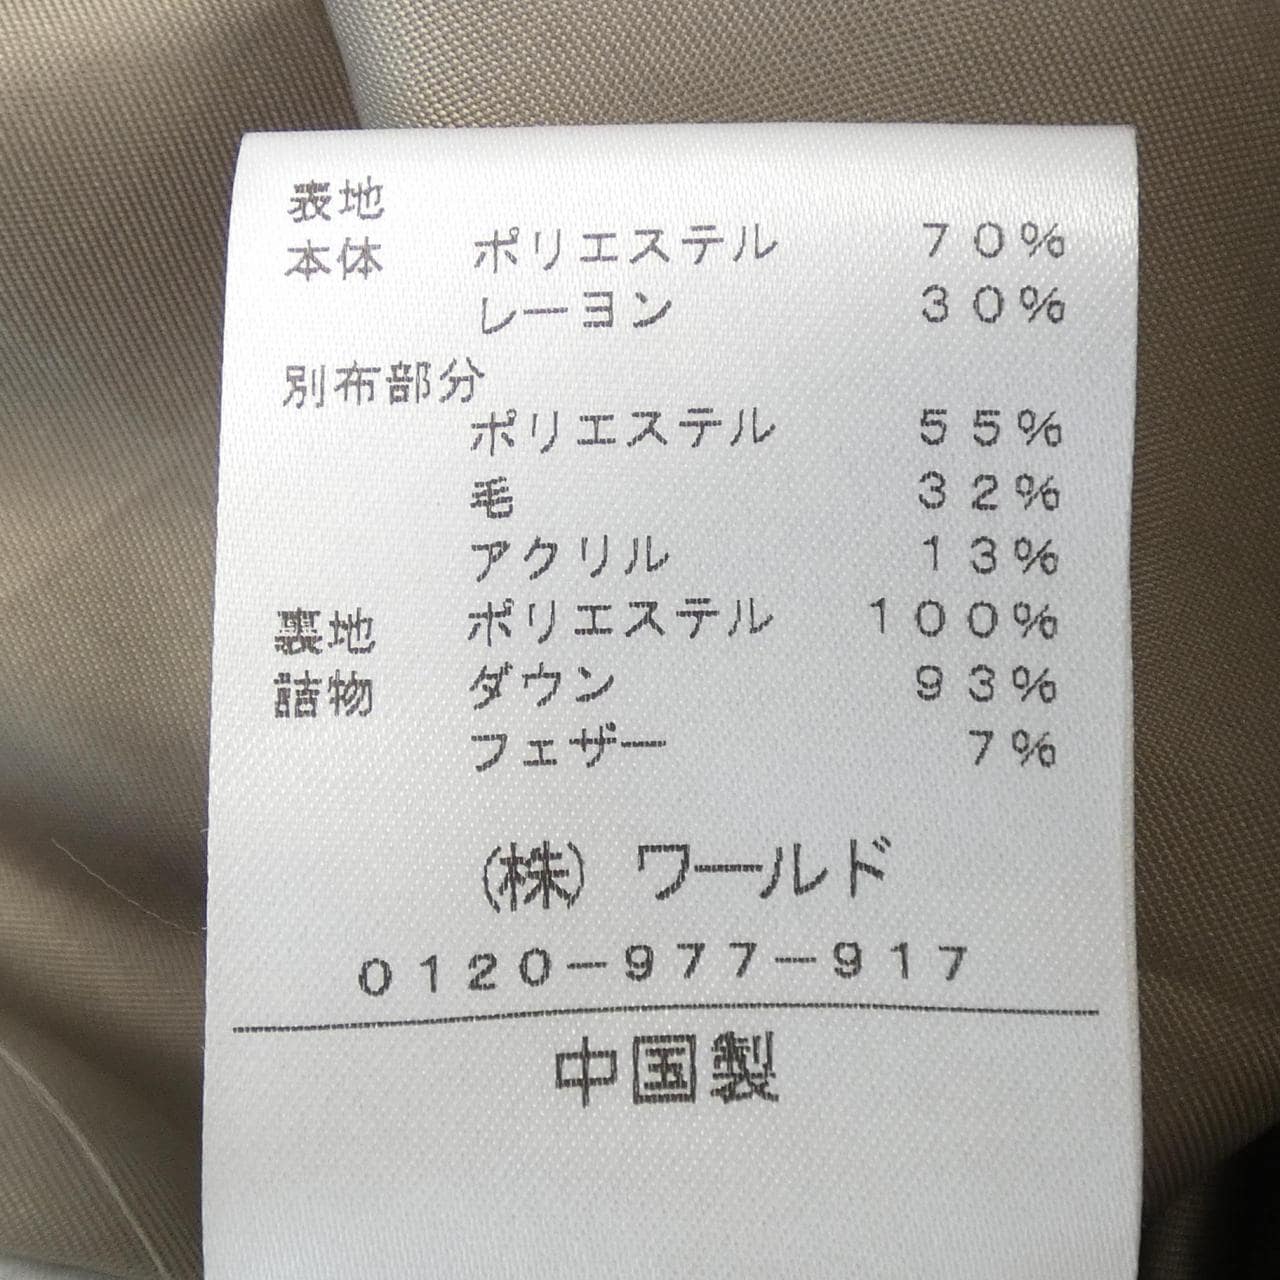 表地
本体 ポリエステル 70%
レーヨン 30%
別布部分
ポリエステル 55%
毛 32%
アクリル 13%
裏地 ポリエステル 100%
詰物 ダウン 93%
フェザー 7%
(株) ワールド
0120-977-917
中国製